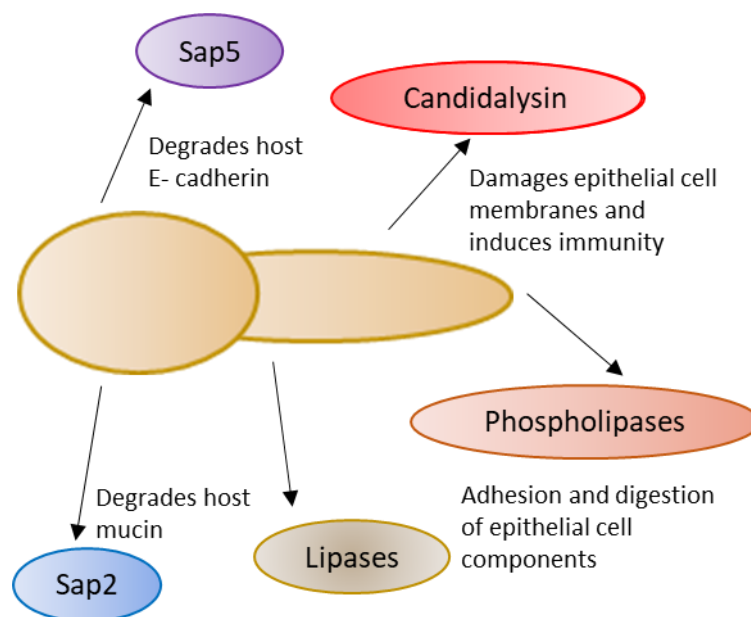 Sap5
Candidalysin
Degrades host
E- cadherin
Damages epithelial cell
membranes and
induces immunity
Phospholipases
Adhesion and digestion
of epithelial cell
components
Degrades host
mucin
Lipases
Sap2